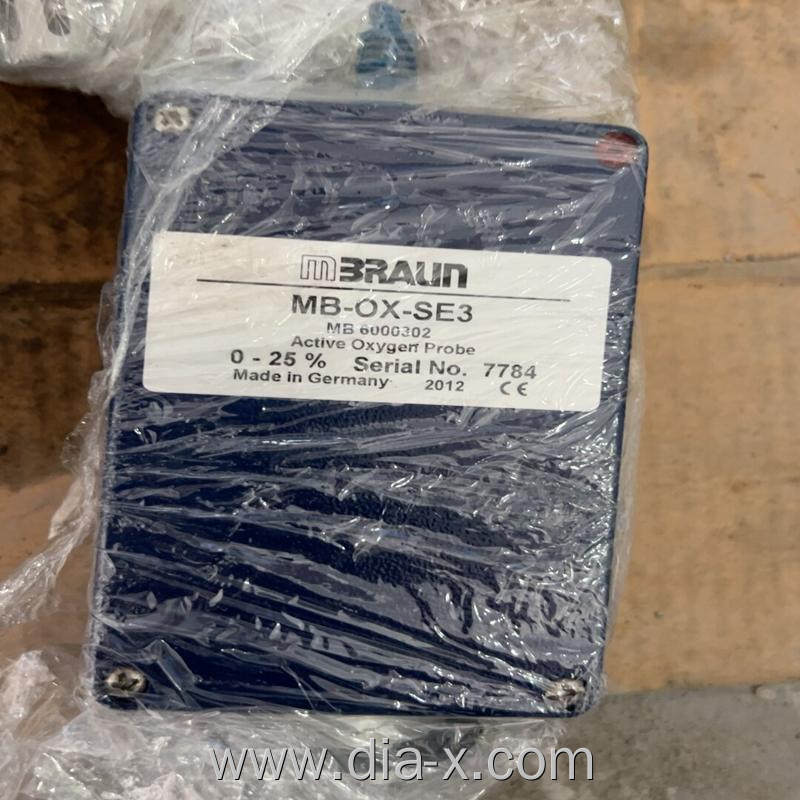 mBRAUN
MB-OX-SE3
MB 6000302
Active Oxygen Probe
0 - 25 % Serial No. 7784
Made in Germany 2012 CE
www.dia-x.com